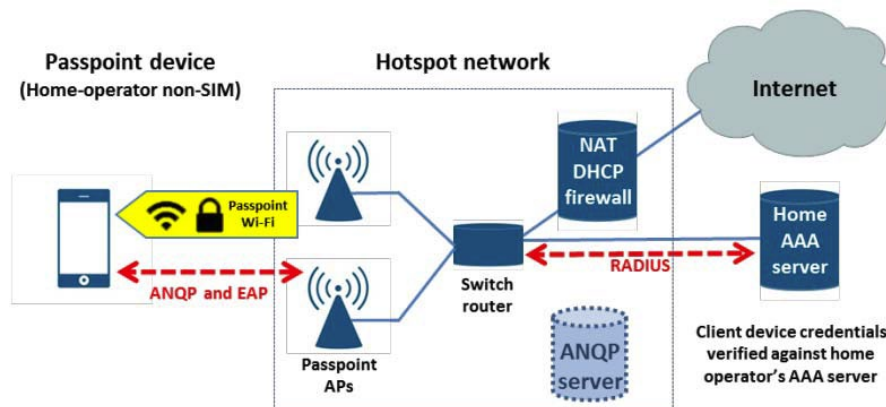 Passpoint device
(Home-operator non-SIM)
Hotspot network
Internet
NAT
DHCP
firewall
Passpoint
Wi-Fi
Home
AAA
server
RADIUS
ANQP and EAP
Switch
router
Passpoint
APs
ANQP
server
Client device credentials
verified against home
operator's AAA server